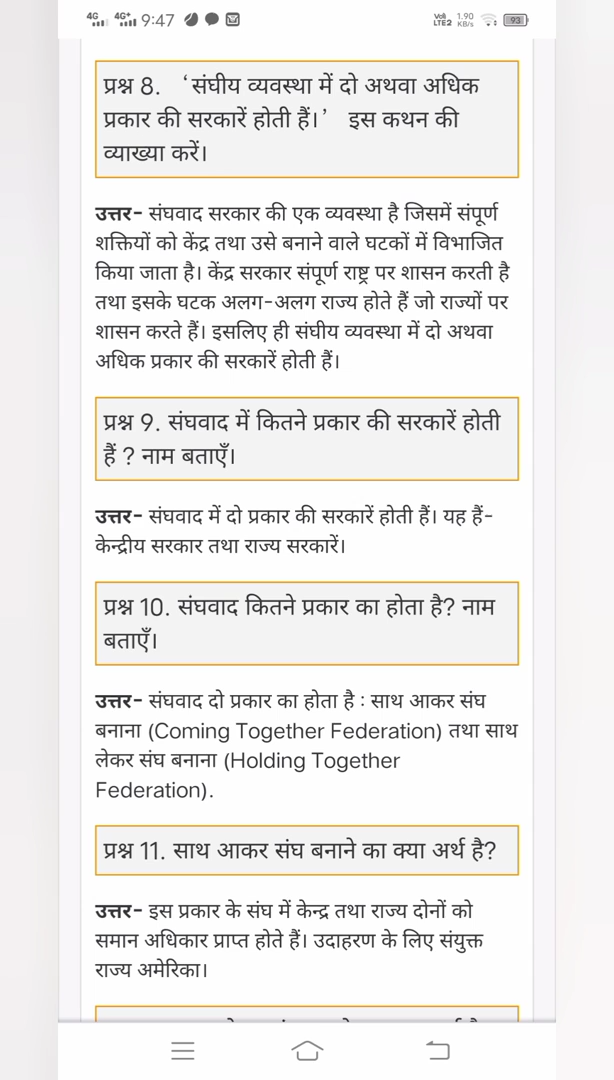 4G 4G+ 9:47 Vo)) LTE2 1.90 KB/s 93
प्रश्न 8. ‘संघीय व्यवस्था में दो अथवा अधिक
प्रकार की सरकारें होती हैं।’ इस कथन की
व्याख्या करें।
उत्तर- संघवाद सरकार की एक व्यवस्था है जिसमें संपूर्ण
शक्तियों को केंद्र तथा उसे बनाने वाले घटकों में विभाजित
किया जाता है। केंद्र सरकार संपूर्ण राष्ट्र पर शासन करती है
तथा इसके घटक अलग-अलग राज्य होते हैं जो राज्यों पर
शासन करते हैं। इसलिए ही संघीय व्यवस्था में दो अथवा
अधिक प्रकार की सरकारें होती हैं।
प्रश्न 9. संघवाद में कितने प्रकार की सरकारें होती
हैं ? नाम बताएँ।
उत्तर- संघवाद में दो प्रकार की सरकारें होती हैं। यह हैं-
केन्द्रीय सरकार तथा राज्य सरकारें।
प्रश्न 10. संघवाद कितने प्रकार का होता है? नाम
बताएँ।
उत्तर- संघवाद दो प्रकार का होता है : साथ आकर संघ
बनाना (Coming Together Federation) तथा साथ
लेकर संघ बनाना (Holding Together
Federation).
प्रश्न 11. साथ आकर संघ बनाने का क्या अर्थ है?
उत्तर- इस प्रकार के संघ में केन्द्र तथा राज्य दोनों को
समान अधिकार प्राप्त होते हैं। उदाहरण के लिए संयुक्त
राज्य अमेरिका।